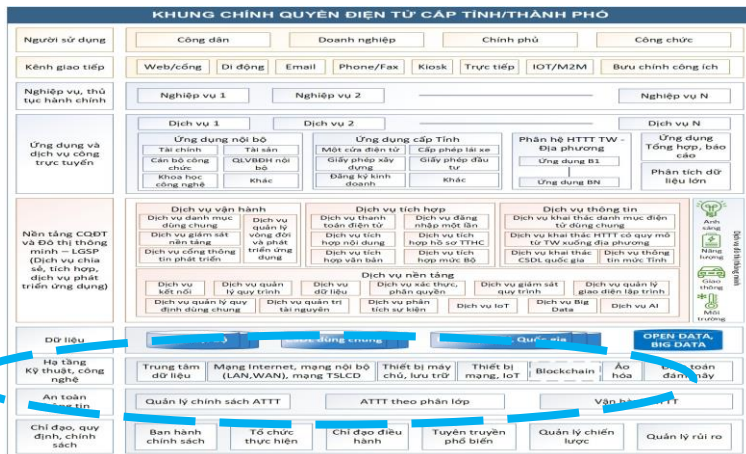 KHUNG CHÍNH QUYỀN ĐIỆN TỬ CẤP TỈNH/THÀNH PHỐ
Người sử dụng
Công dân
Doanh nghiệp
Chính phủ
Công chức
Kênh giao tiếp
Web/cổng
Di động
Email
Phone/Fax
Kiosk
Trực tiếp
IOT/M2M
Bưu chính công ích
Nghiệp vụ, thủ
tục hành chính
Nghiệp vụ 1
Nghiệp vụ 2
Nghiệp vụ N
Ứng dụng và
dịch vụ công
trực tuyến
Dịch vụ 1
Dịch vụ 2
Dịch vụ N
Ứng dụng nội bộ
Tài chính
Tài sản
Cán bộ công
chức
QLVBĐH nội
bộ
Khoa học
công nghệ
Khác
Ứng dụng cấp Tỉnh
Một cửa điện tử
Cấp phép lái xe
Giấy phép xây
dựng
Giấy phép đầu
tư
Đăng ký kinh
doanh
Khác
Phân hệ HTTT TW -
Địa phương
Ứng dụng B1
Ứng dụng BN
Ứng dụng
Tổng hợp, báo
cáo
Phân tích dữ
liệu lớn
Nền tảng CQĐT
và Đô thị thông
minh – LGSP
(Dịch vụ chia
sẻ, tích hợp,
dịch vụ phát
triển ứng dụng)
Dịch vụ vận hành
Dịch vụ danh mục
dùng chung
Dịch vụ giám sát
nền tảng
Dịch vụ cổng thông
tin phát triển
Dịch vụ
quản lý
vòng đời
và phát
triển ứng
dụng
Dịch vụ tích hợp
Dịch vụ thanh
toán điện tử
Dịch vụ đăng
nhập một lần
Dịch vụ tích
hợp nội dung
Dịch vụ tích
hợp hồ sơ TTHC
Dịch vụ tích
hợp văn bản
Dịch vụ tích
hợp mức Bộ
Dịch vụ thông tin
Dịch vụ khai thác danh mục điện
tử dùng chung
Dịch vụ khai thác HTTT có quy mô
từ TW xuống địa phương
Dịch vụ khai thác
CSDL quốc gia
Dịch vụ thông
tin mức Tỉnh
Dịch vụ nền tảng
Dịch vụ
kết nối
Dịch vụ quản
lý quy trình
Dịch vụ
dữ liệu
Dịch vụ xác thực,
phân quyền
Dịch vụ giám sát
quy trình
Dịch vụ quản lý
giao diện lập trình
Dịch vụ quản lý quy
định dùng chung
Dịch vụ quản trị
tài nguyên
Dịch vụ phân
tích sự kiện
Dịch vụ IoT
Dịch vụ Big
Data
Dịch vụ AI
Ánh
sáng
Năng
lượng
Giao
thông
Môi
trường
Dịch vụ đô thị thông minh
Dữ liệu
dùng chung
Quốc gia
OPEN DATA,
BIG DATA
Hạ tầng
Kỹ thuật, công
nghệ
Trung tâm
dữ liệu
Mạng Internet, mạng nội bộ
(LAN,WAN), mạng TSLCD
Thiết bị máy
chủ, lưu trữ
Thiết bị
mạng, IoT
Blockchain
Ảo
hóa
toán
đám mây
An toàn
tin
Quản lý chính sách ATTT
ATTT theo phân lớp
Vận
Chỉ đạo, quy
định, chính
sách
Ban hành
chính sách
Tổ chức
thực hiện
Chỉ đạo điều
hành
Tuyên truyền
phổ biến
Quản lý chiến
lược
Quản lý rủi ro